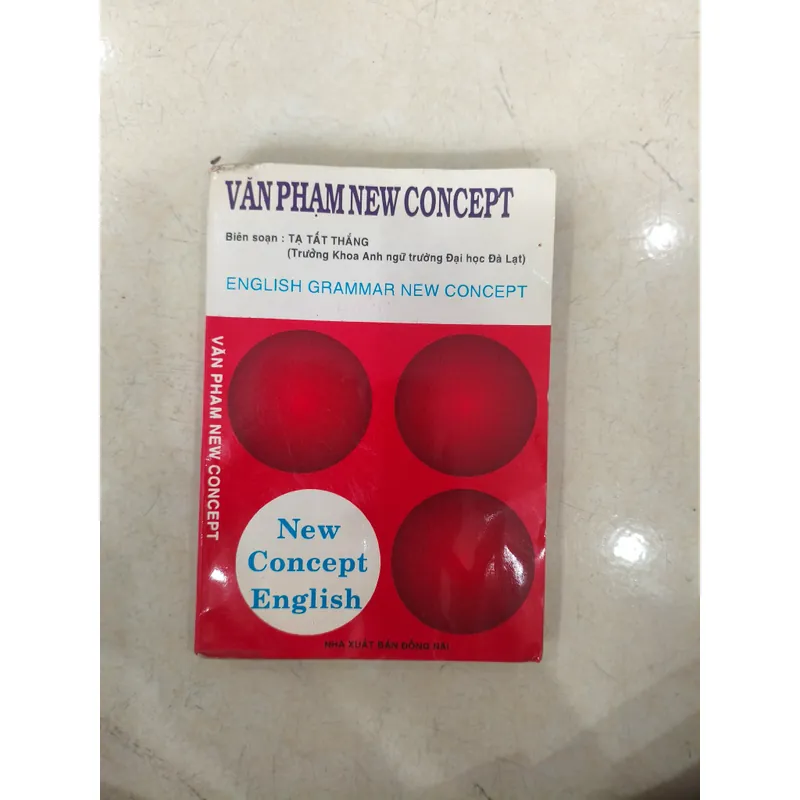 VĂN PHẠM NEW CONCEPT
Biên soạn : TẠ TẤT THẮNG
(Trưởng Khoa Anh ngữ trường Đại học Đà Lạt)
ENGLISH GRAMMAR NEW CONCEPT
VĂN PHẠM NEW CONCEPT
New
Concept
English
NHÀ XUẤT BẢN ĐỒNG NAI